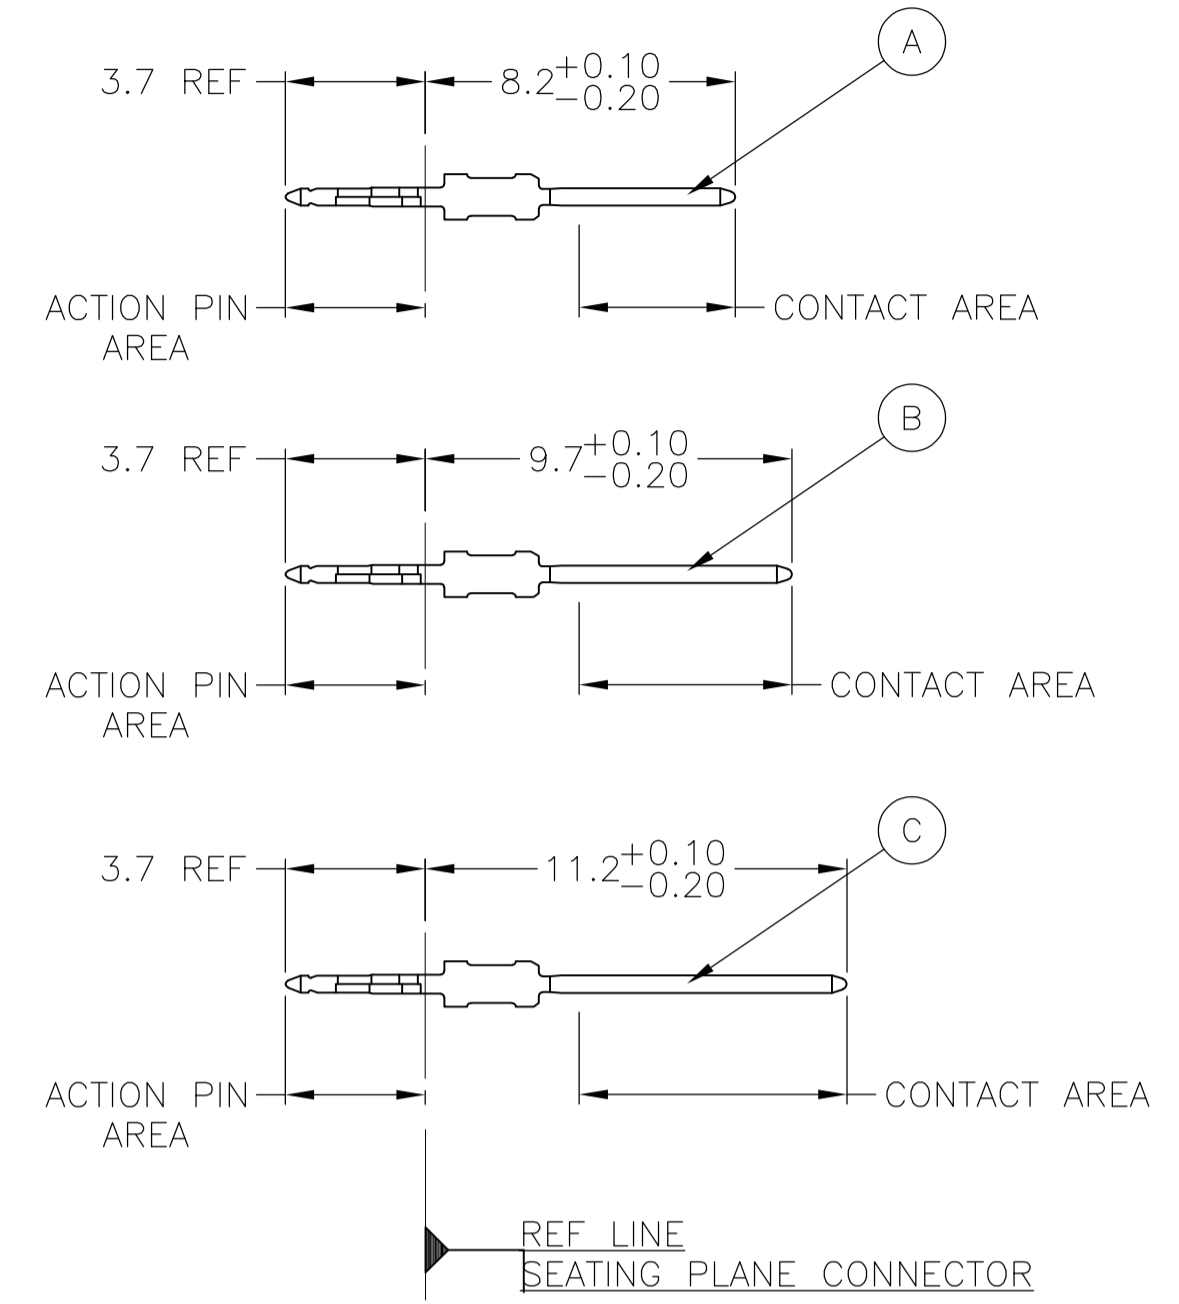 A
3.7 REF
8.2 +0.10
-0.20
ACTION PIN
AREA
CONTACT AREA
B
3.7 REF
9.7 +0.10
-0.20
ACTION PIN
AREA
CONTACT AREA
C
3.7 REF
11.2 +0.10
-0.20
ACTION PIN
AREA
CONTACT AREA
REF LINE
SEATING PLANE CONNECTOR